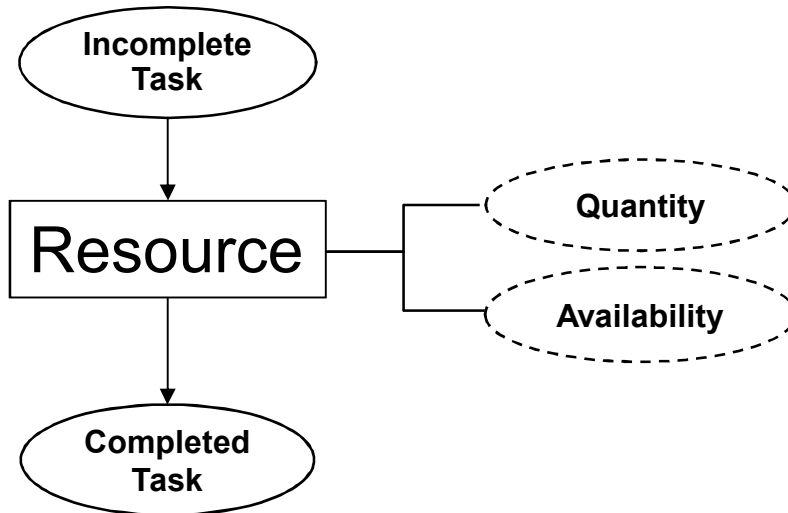 Incomplete
Task
Resource
Quantity
Availability
Completed
Task